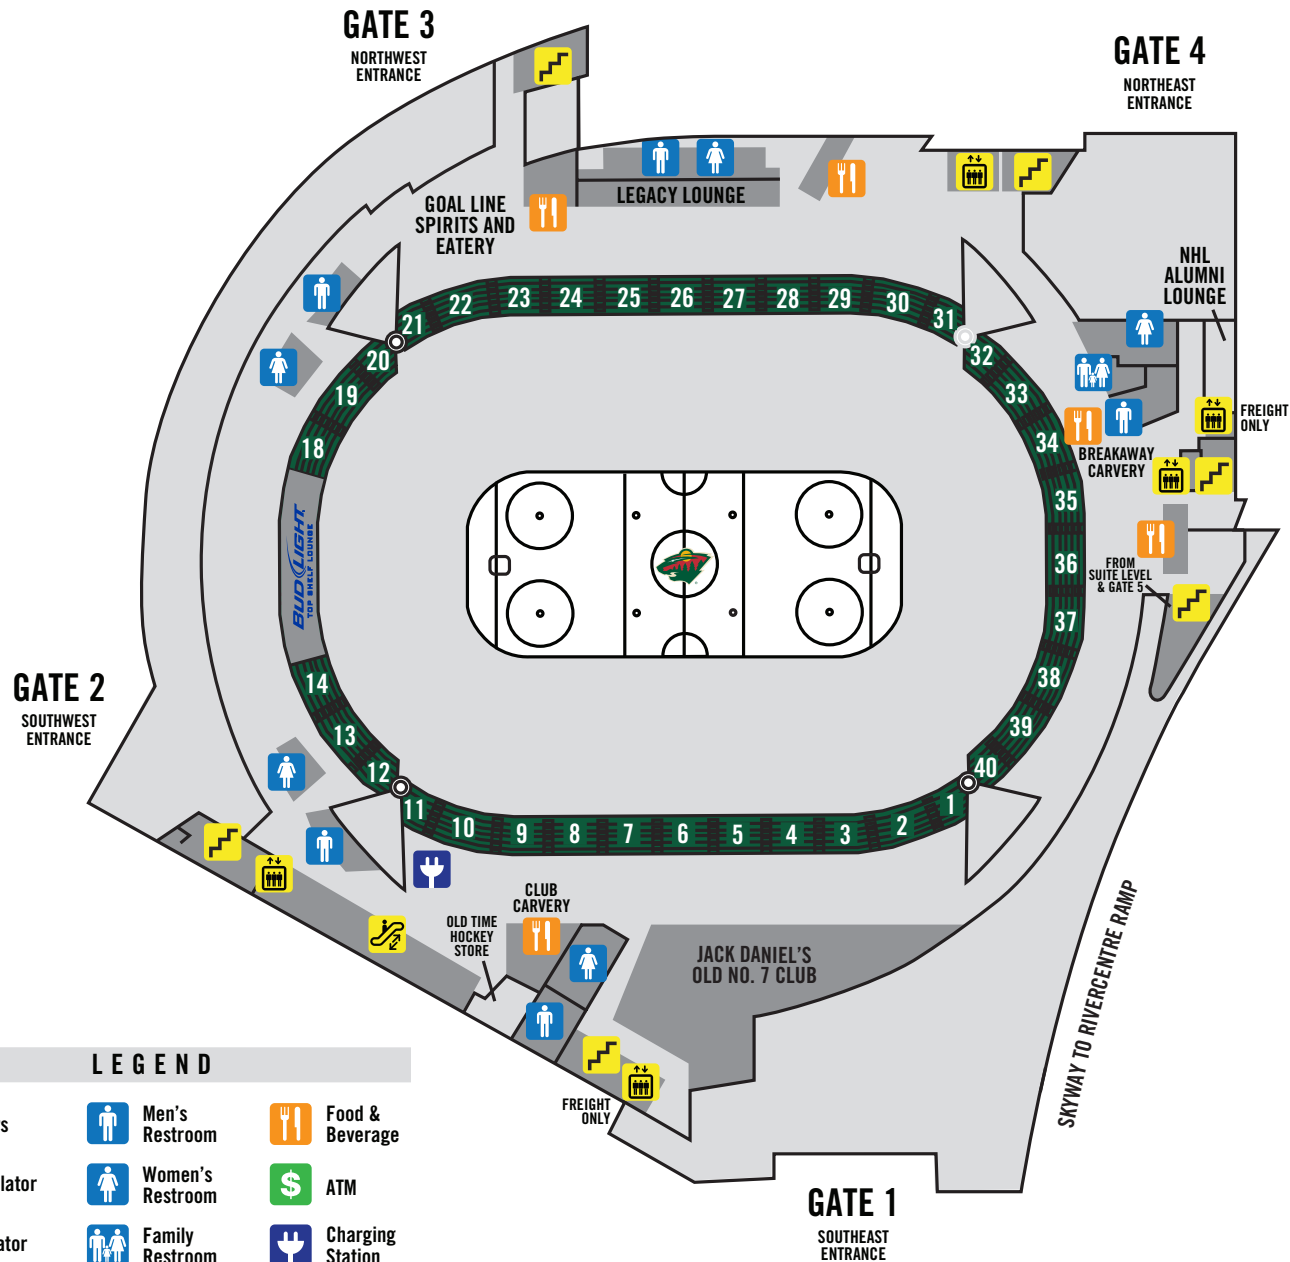 GATE 3
NORTHWEST
ENTRANCE
GATE 4
NORTHEAST
ENTRANCE
LEGACY LOUNGE
GOAL LINE
SPIRITS AND
EATERY
NHL
ALUMNI
LOUNGE
21
22
23
24
25
26
27
28
29
30
31
20
32
19
33
18
34
FREIGHT
ONLY
BREAKAWAY
CARVERY
35
BUD LIGHT
TOP SHELF LOUNGE
36
FROM
SUITE LEVEL
& GATE 5
37
14
38
GATE 2
SOUTHWEST
ENTRANCE
13
39
12
40
11
10
9
8
7
6
5
4
3
2
1
CLUB
CARVERY
OLD TIME
HOCKEY
STORE
JACK DANIEL'S
OLD NO. 7 CLUB
SKYWAY TO RIVERCENTRE RAMP
FREIGHT
ONLY
LEGEND
s
Men's
Restroom
Food &
Beverage
lator
Women's
Restroom
$
ATM
ator
Family
Restroom
Charging
Station
GATE 1
SOUTHEAST
ENTRANCE